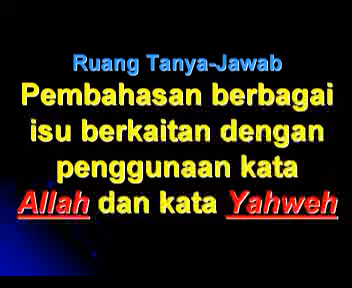 Ruang Tanya-Jawab
Pembahasan berbagai
isu berkaitan dengan
penggunaan kata
Allah dan kata Yahweh